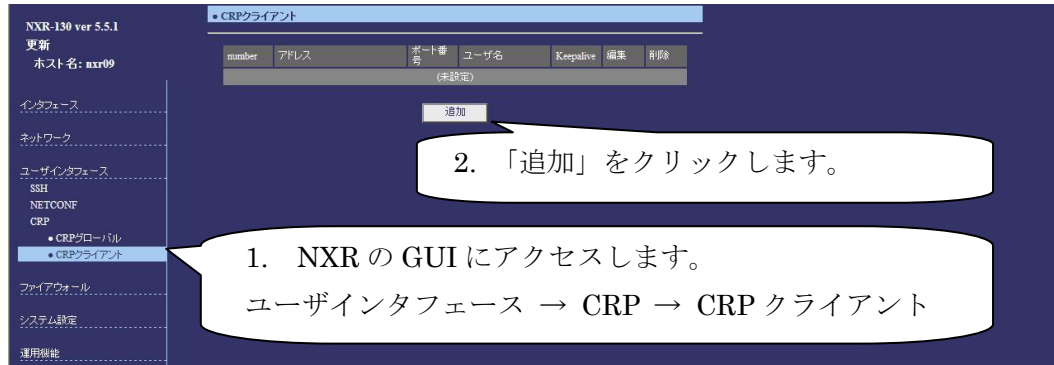 NXR-130 ver 5.5.1
更新
ホスト名: nxr09
インタフェース
ネットワーク
ユーザインタフェース
SSH
NETCONF
CRP
● CRPグローバル
● CRPクライアント
ファイアウォール
システム設定
運用機能
● CRPクライアント
number アドレス ポート番号 ユーザ名 Keepalive 編集 削除
(未設定)
追加
2. 「追加」をクリックします。
1. NXR の GUI にアクセスします。
ユーザインタフェース → CRP → CRP クライアント